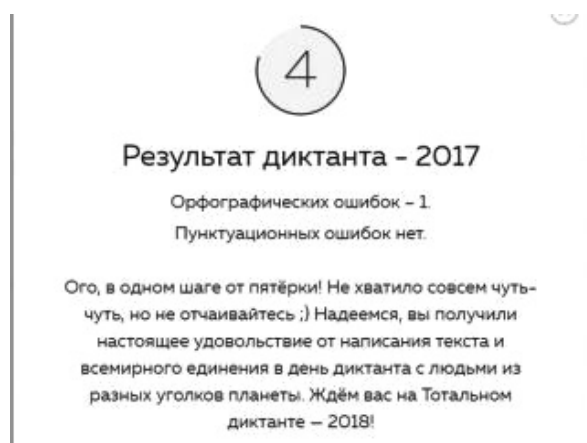 4
Результат диктанта – 2017
Орфографических ошибок – 1.
Пунктуационных ошибок нет.
Ого, в одном шаге от пятёрки! Не хватило совсем чуть-
чуть, но не отчаивайтесь ;) Надеемся, вы получили
настоящее удовольствие от написания текста и
всемирного единения в день диктанта с людьми из
разных уголков планеты. Ждём вас на Тотальном
диктанте – 2018!